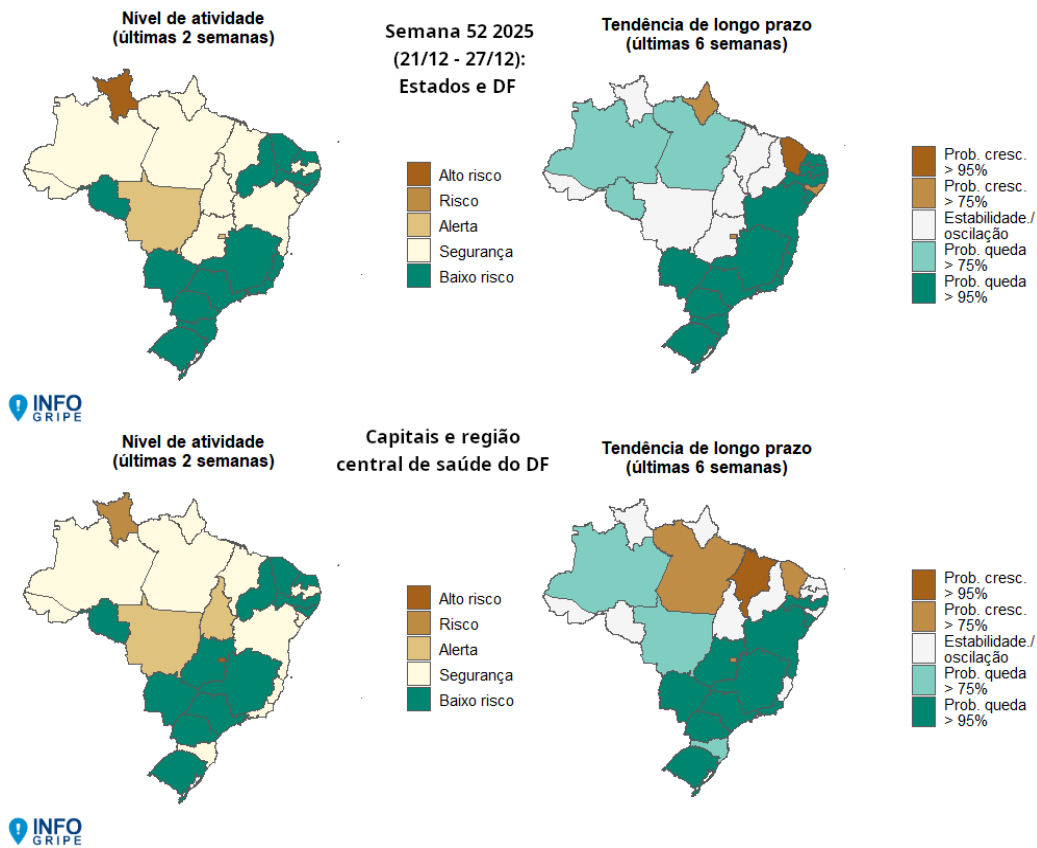 Nível de atividade
(últimas 2 semanas)
Semana 52 2025
(21/12 - 27/12):
Estados e DF
Tendência de longo prazo
(últimas 6 semanas)
Alto risco
Risco
Alerta
Segurança
Baixo risco
Prob. cresc.
> 95%
Prob. cresc.
> 75%
Estabilidade./
oscilação
Prob. queda
> 75%
Prob. queda
> 95%
INFO
GRIPE
Nível de atividade
(últimas 2 semanas)
Capitais e região
central de saúde do DF
Tendência de longo prazo
(últimas 6 semanas)
Alto risco
Risco
Alerta
Segurança
Baixo risco
Prob. cresc.
> 95%
Prob. cresc.
> 75%
Estabilidade./
oscilação
Prob. queda
> 75%
Prob. queda
> 95%
INFO
GRIPE